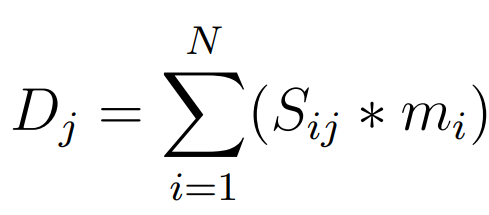 D_j = \sum_{i=1}^{N} (S_{ij} * m_i)